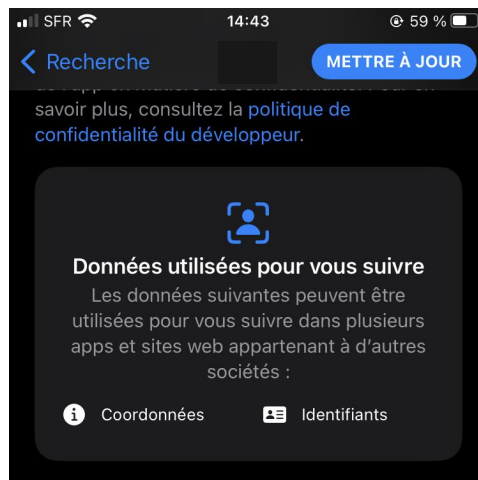 SFR 14:43 59 %
Recherche METTRE À JOUR
savoir plus, consultez la politique de
confidentialité du développeur.
Données utilisées pour vous suivre
Les données suivantes peuvent être
utilisées pour vous suivre dans plusieurs
apps et sites web appartenant à d'autres
sociétés :
Coordonnées Identifiants